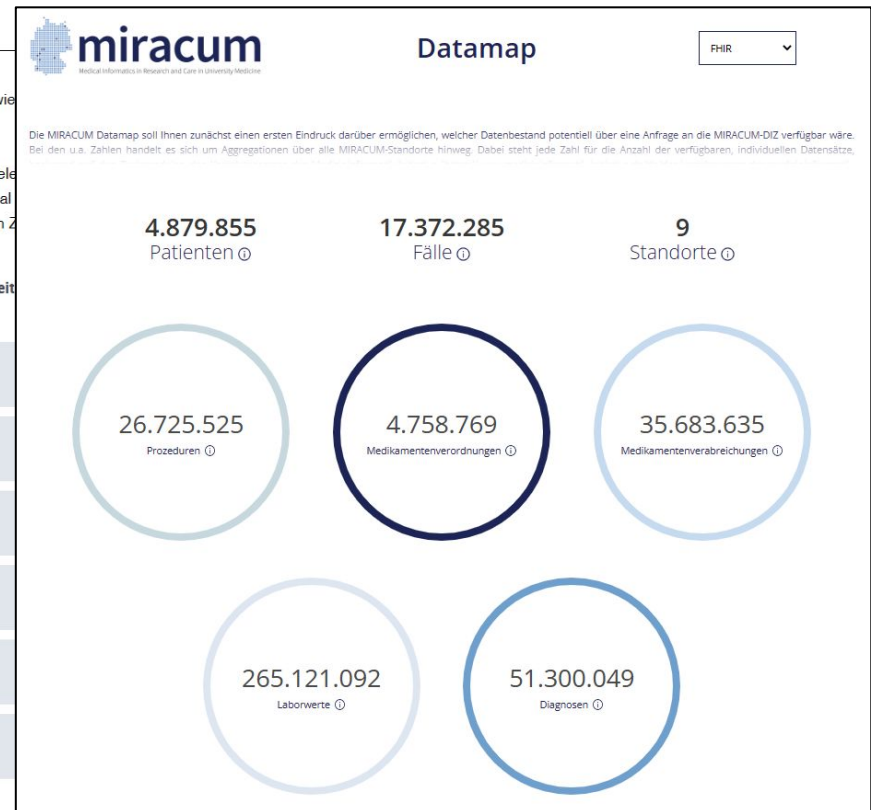 miracum
Medical Informatics in Research and Care in University Medicine
Datamap
FHIR
Die MIRACUM Datamap soll Ihnen zunächst einen ersten Eindruck darüber ermöglichen, welcher Datenbestand potentiell über eine Anfrage an die MIRACUM-DIZ verfügbar wäre.
Bei den u.a. Zahlen handelt es sich um Aggregationen über alle MIRACUM-Standorte hinweg. Dabei steht jede Zahl für die Anzahl der verfügbaren, individuellen Datensätze,
4.879.855
Patienten
17.372.285
Fälle
9
Standorte
26.725.525
Prozeduren
4.758.769
Medikamentenverordnungen
35.683.635
Medikamentenverabreichungen
265.121.092
Laborwerte
51.300.049
Diagnosen